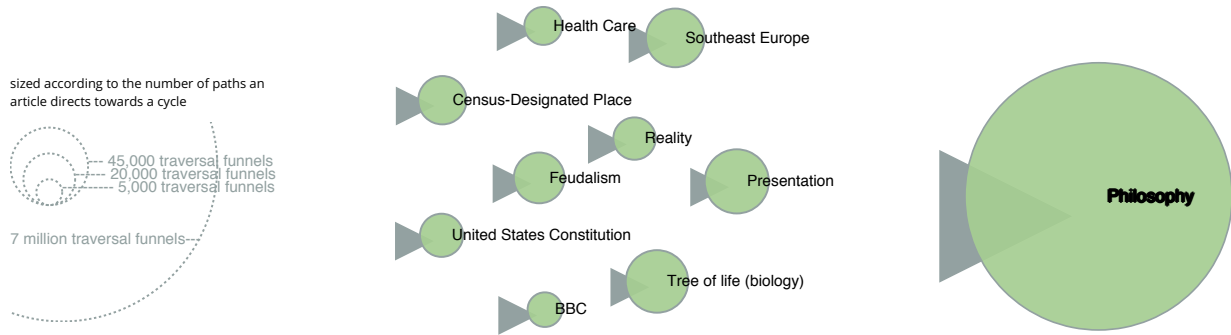 sized according to the number of paths an
article directs towards a cycle
45,000 traversal funnels
20,000 traversal funnels
5,000 traversal funnels
7 million traversal funnels
Health Care
Southeast Europe
Census-Designated Place
Reality
Feudalism
Presentation
United States Constitution
Tree of life (biology)
BBC
Philosophy